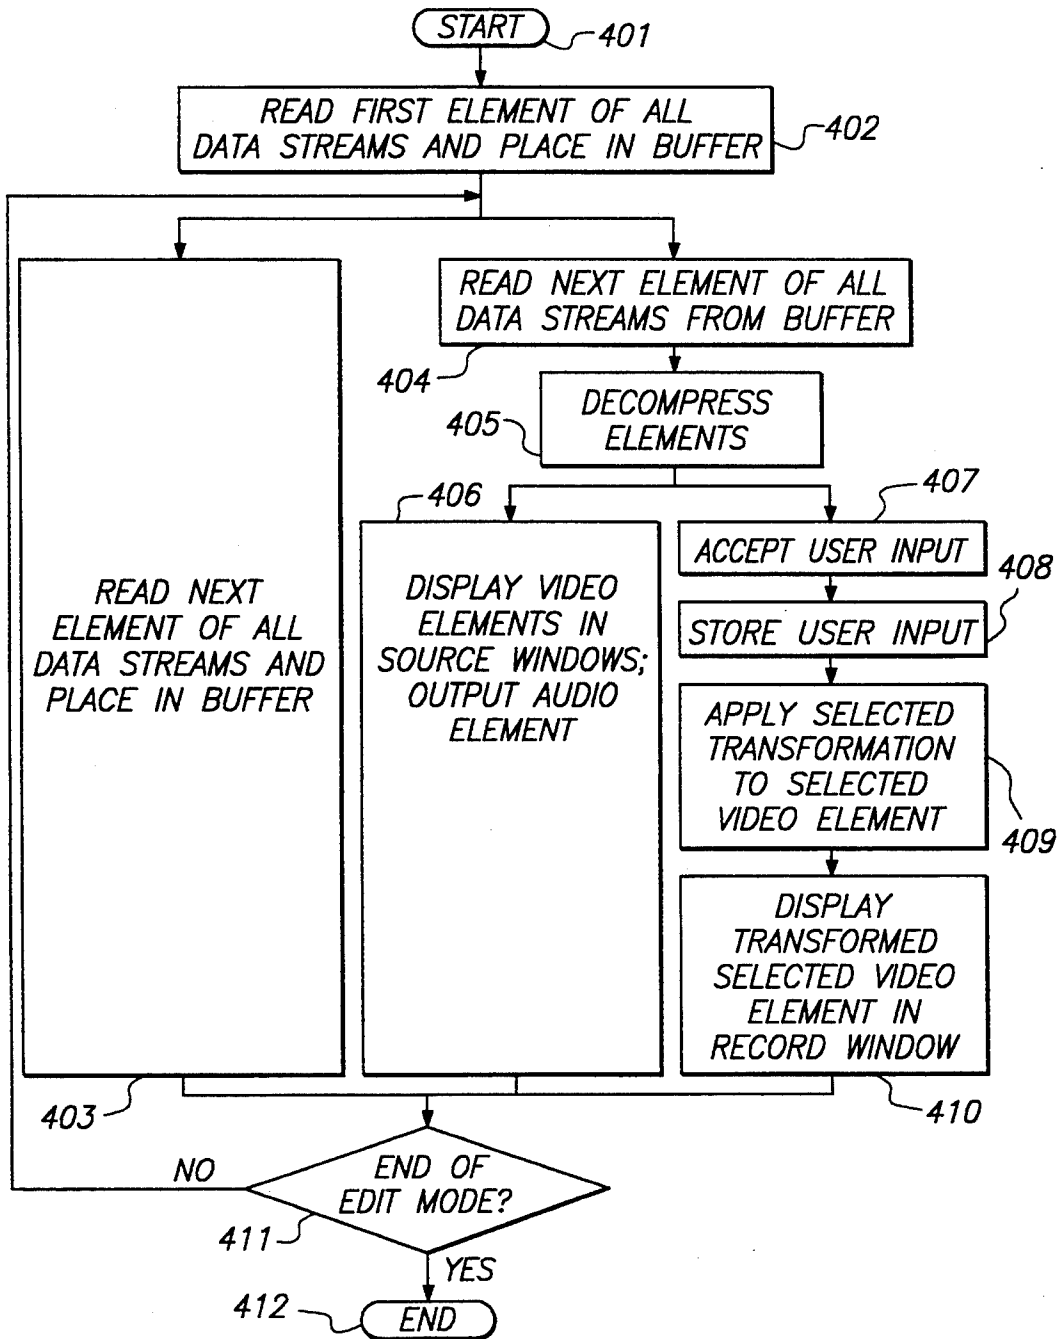 START
401
READ FIRST ELEMENT OF ALL
DATA STREAMS AND PLACE IN BUFFER
402
READ NEXT
ELEMENT OF ALL
DATA STREAMS AND
PLACE IN BUFFER
403
READ NEXT ELEMENT OF ALL
DATA STREAMS FROM BUFFER
404
DECOMPRESS
ELEMENTS
405
406
DISPLAY VIDEO
ELEMENTS IN
SOURCE WINDOWS;
OUTPUT AUDIO
ELEMENT
407
ACCEPT USER INPUT
408
STORE USER INPUT
APPLY SELECTED
TRANSFORMATION
TO SELECTED
VIDEO ELEMENT
409
DISPLAY
TRANSFORMED
SELECTED VIDEO
ELEMENT IN
RECORD WINDOW
410
NO
END OF
EDIT MODE?
411
YES
412
END